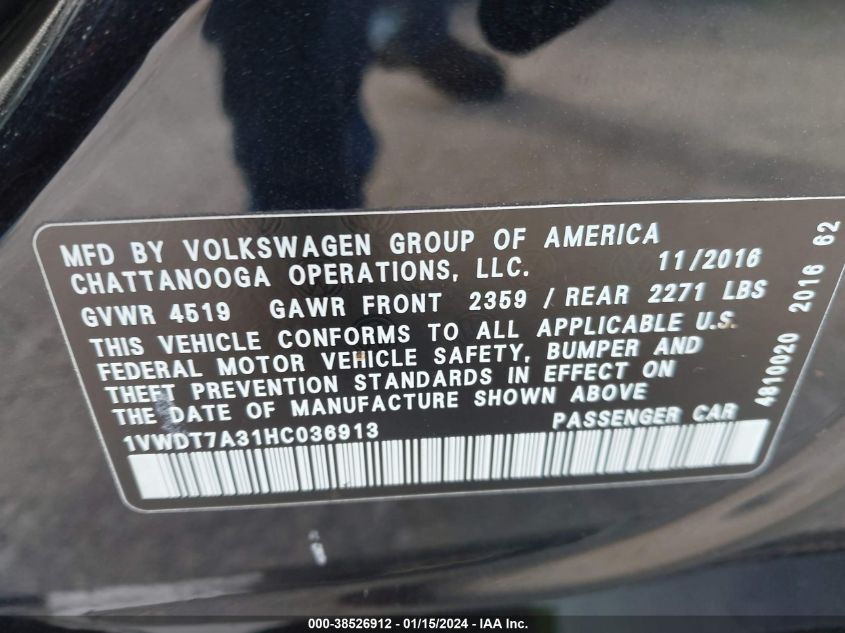 MFD BY VOLKSWAGEN GROUP OF AMERICA
CHATTANOOGA OPERATIONS, LLC. 11/2016
GVWR 4519 GAWR FRONT 2359 / REAR 2271 LBS
THIS VEHICLE CONFORMS TO ALL APPLICABLE U.S.
FEDERAL MOTOR VEHICLE SAFETY, BUMPER AND
THEFT PREVENTION STANDARDS IN EFFECT ON
THE DATE OF MANUFACTURE SHOWN ABOVE
1VWDT7A31HC036913 PASSENGER CAR
4810020 2016 62
000-38526912 - 01/15/2024 - IAA Inc.